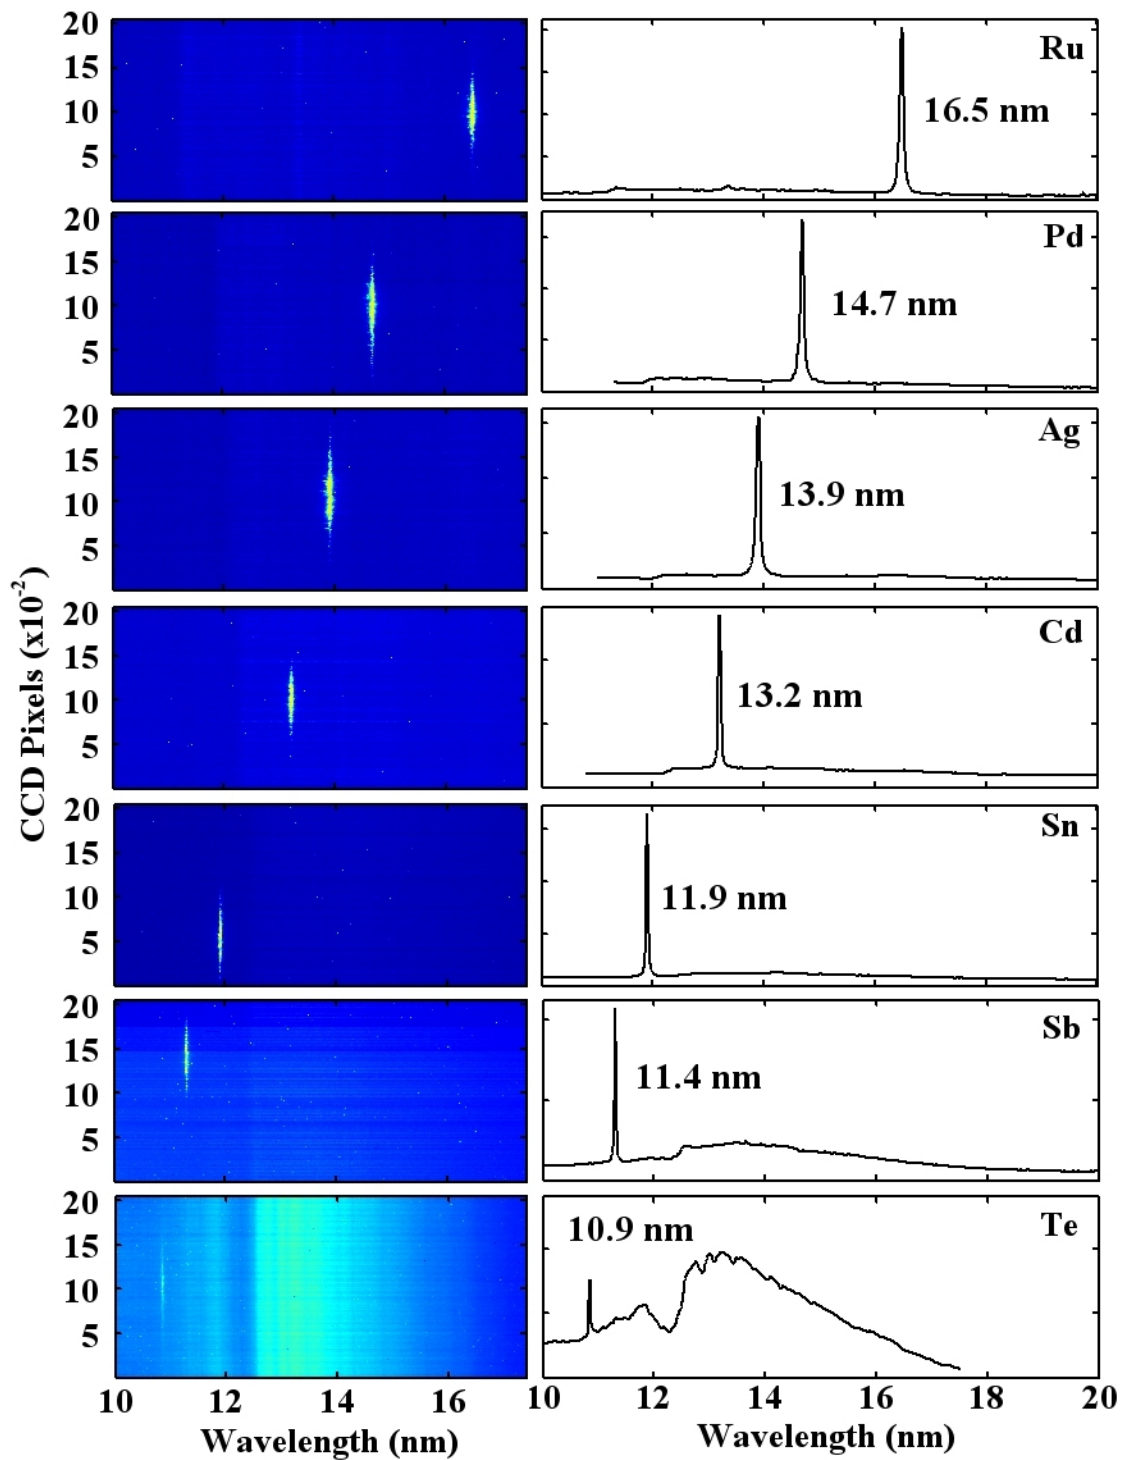 CCD Pixels (x10⁻²)
20
15
10
5
Ru
16.5 nm
20
15
10
5
Pd
14.7 nm
20
15
10
5
Ag
13.9 nm
20
15
10
5
Cd
13.2 nm
20
15
10
5
Sn
11.9 nm
20
15
10
5
Sb
11.4 nm
20
15
10
5
Te
10.9 nm
10 12 14 16
10 12 14 16 18 20
Wavelength (nm)
Wavelength (nm)